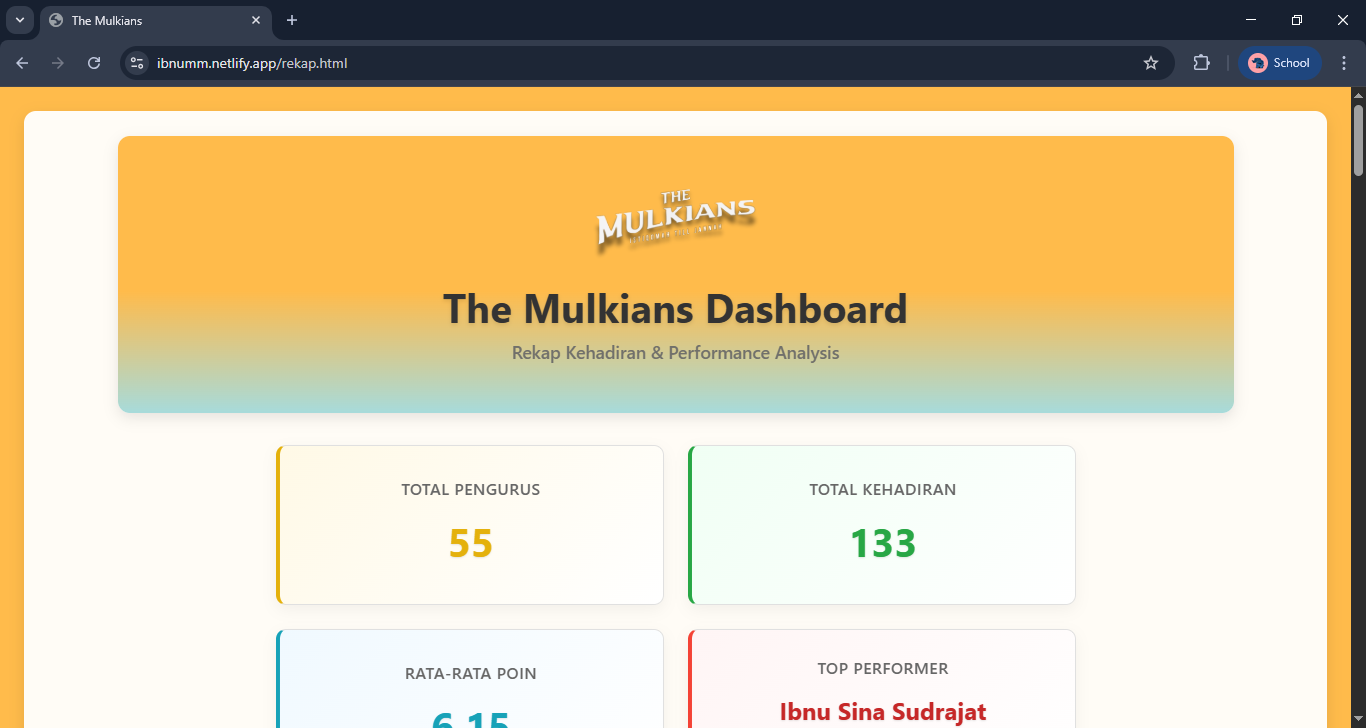 The Mulkians
ibnumm.netlify.app/rekap.html
School
THE
MULKIANS
The Mulkians Dashboard
Rekap Kehadiran & Performance Analysis
TOTAL PENGURUS
55
TOTAL KEHADIRAN
133
RATA-RATA POIN
6.15
TOP PERFORMER
Ibnu Sina Sudrajat